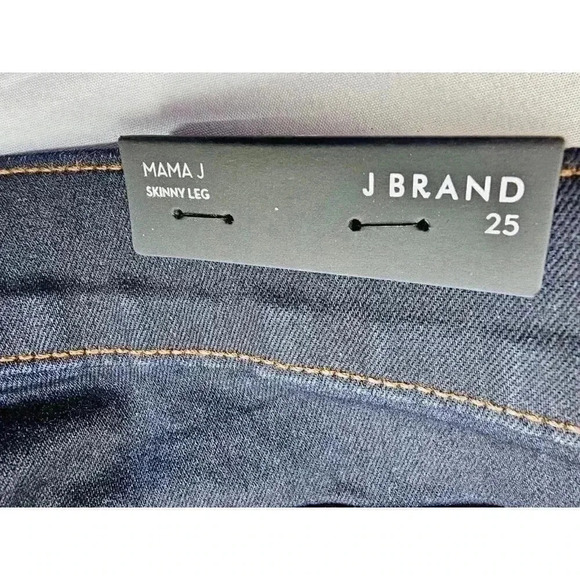 MAMA J
SKINNY LEG
J BRAND
25